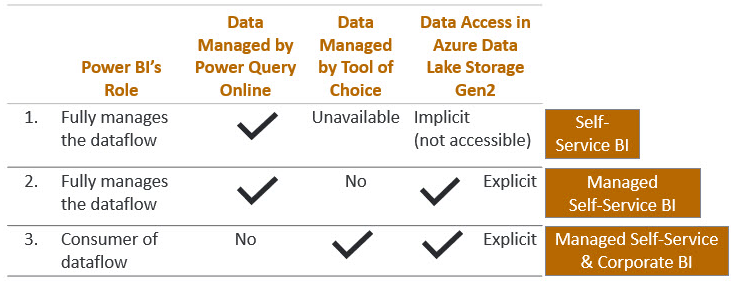 Power BI's Role
Data Managed by Power Query Online
Data Managed by Tool of Choice
Data Access in Azure Data Lake Storage Gen2
1. Fully manages the dataflow
Unavailable
Implicit (not accessible)
Self-Service BI
2. Fully manages the dataflow
No
Explicit
Managed Self-Service BI
3. Consumer of dataflow
No
Explicit
Managed Self-Service & Corporate BI